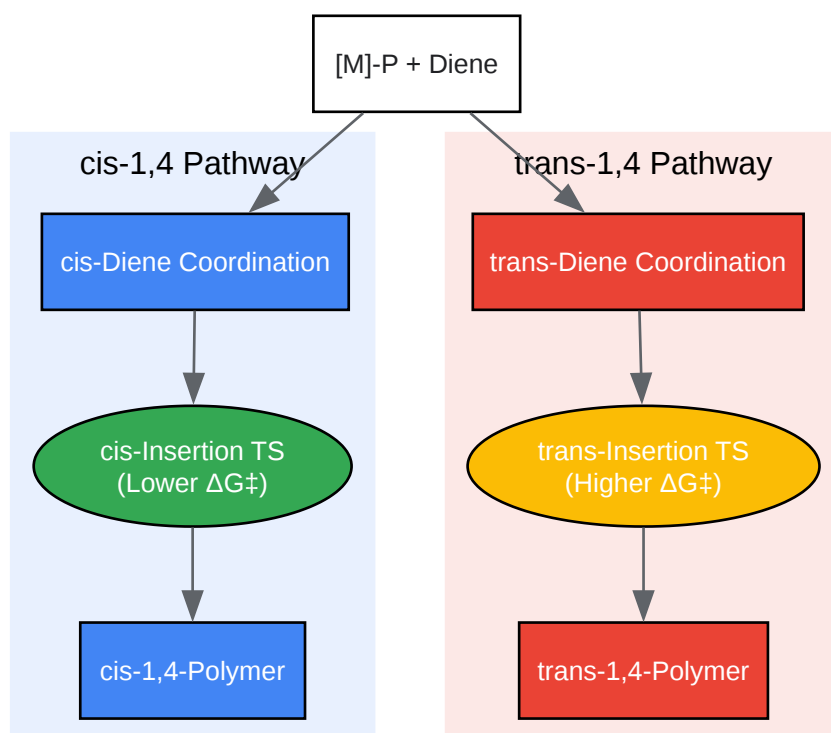 [M]-P + Diene
cis-1,4 Pathway
cis-Diene Coordination
cis-Insertion TS
(Lower ΔG‡)
cis-1,4-Polymer
trans-1,4 Pathway
trans-Diene Coordination
trans-Insertion TS
(Higher ΔG‡)
trans-1,4-Polymer